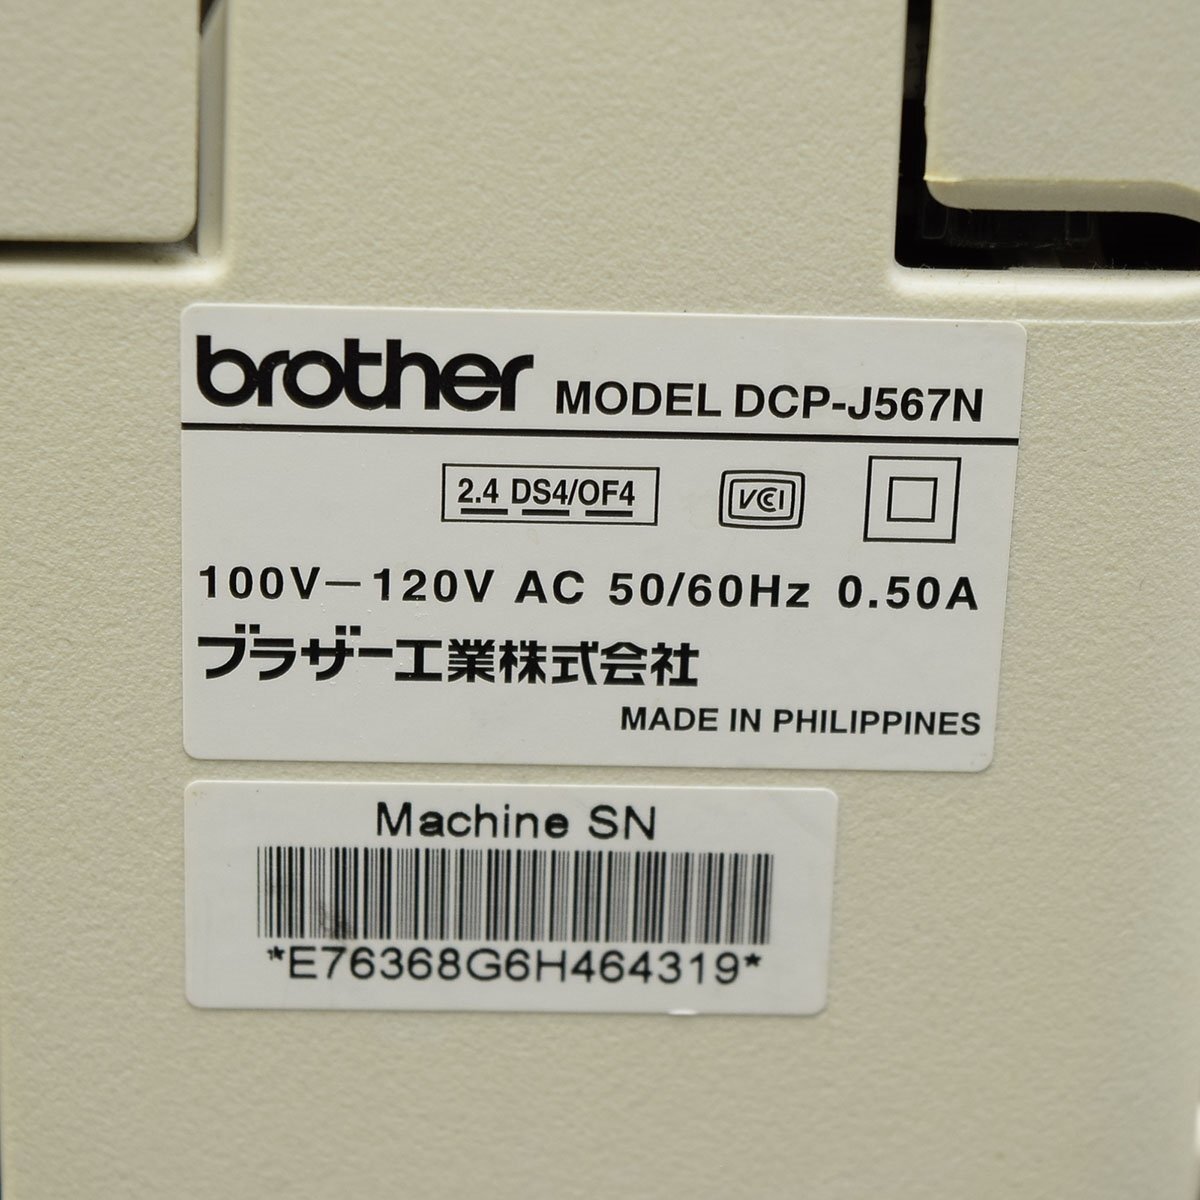 brother MODEL DCP-J567N
2.4 DS4/OF4 VCCI
100V－120V AC 50/60Hz 0.50A
ブラザー工業株式会社
MADE IN PHILIPPINES
Machine SN
*E76368G6H464319*